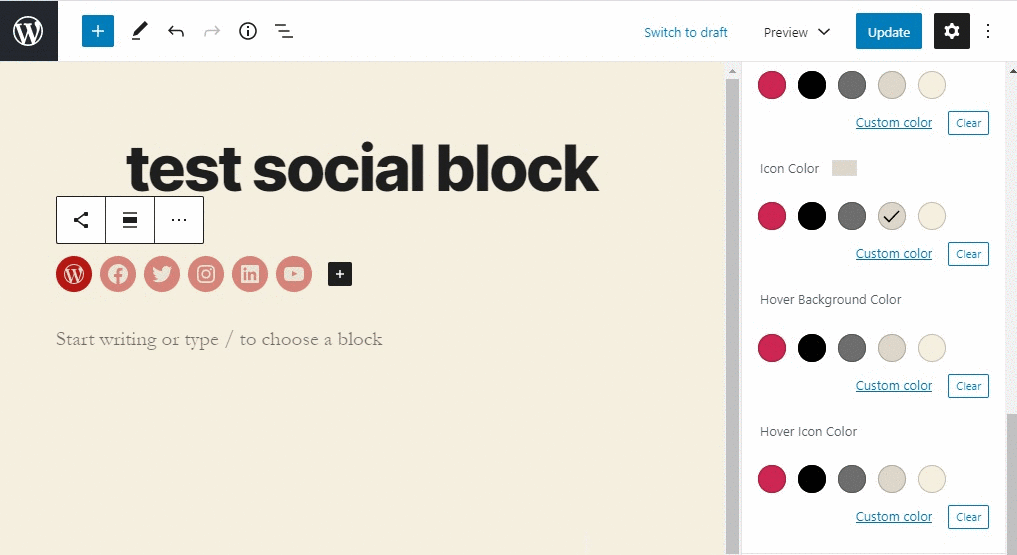 Switch to draft Preview Update
test social block
Start writing or type / to choose a block
Custom color Clear
Icon Color
Custom color Clear
Hover Background Color
Custom color Clear
Hover Icon Color
Custom color Clear